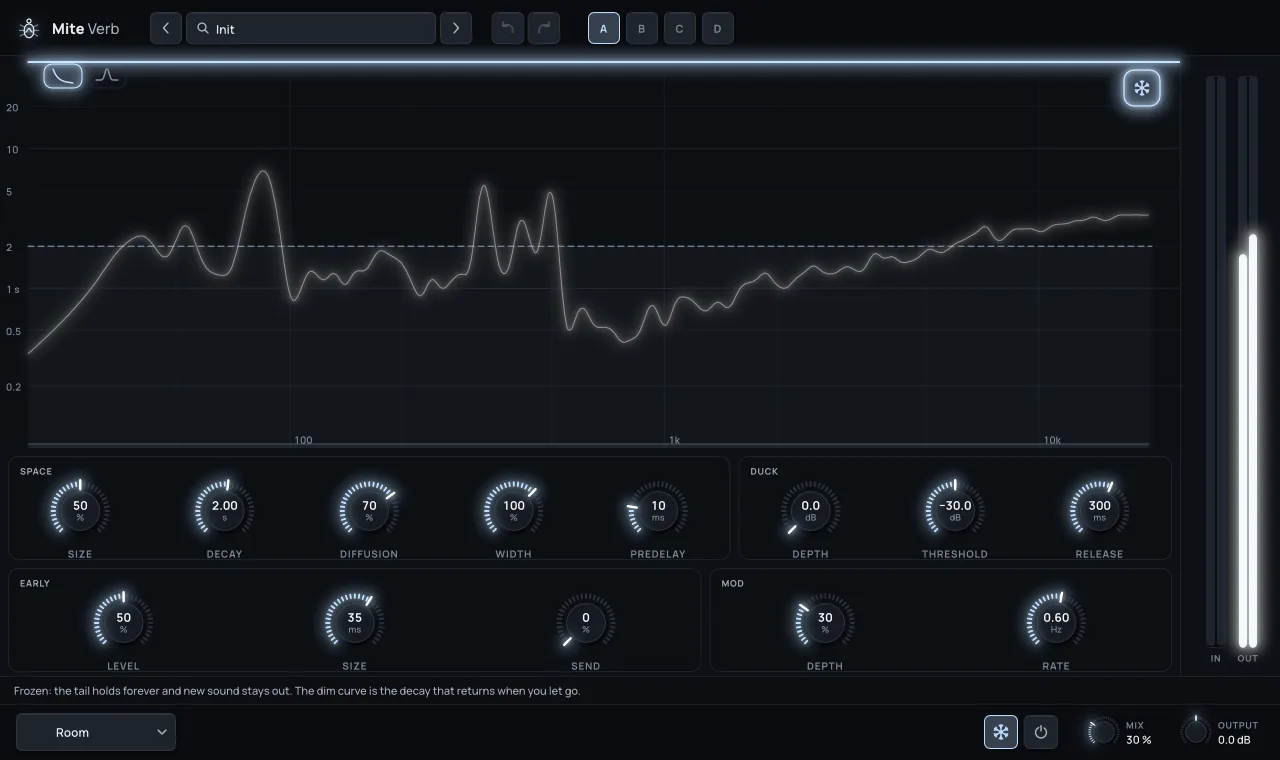 Mite Verb
Init
A B C D
20
10
5
2
1 s
0.5
0.2
100 1k 10k
SPACE
50 % 2.00 s 70 % 100 % 10 ms
SIZE DECAY DIFFUSION WIDTH PREDELAY
DUCK
0.0 dB −30.0 dB 300 ms
DEPTH THRESHOLD RELEASE
EARLY
50 % 35 ms 0 %
LEVEL SIZE SEND
MOD
30 % 0.60 Hz
DEPTH RATE
IN OUT
Frozen: the tail holds forever and new sound stays out. The dim curve is the decay that returns when you let go.
Room
MIX
30 %
OUTPUT
0.0 dB